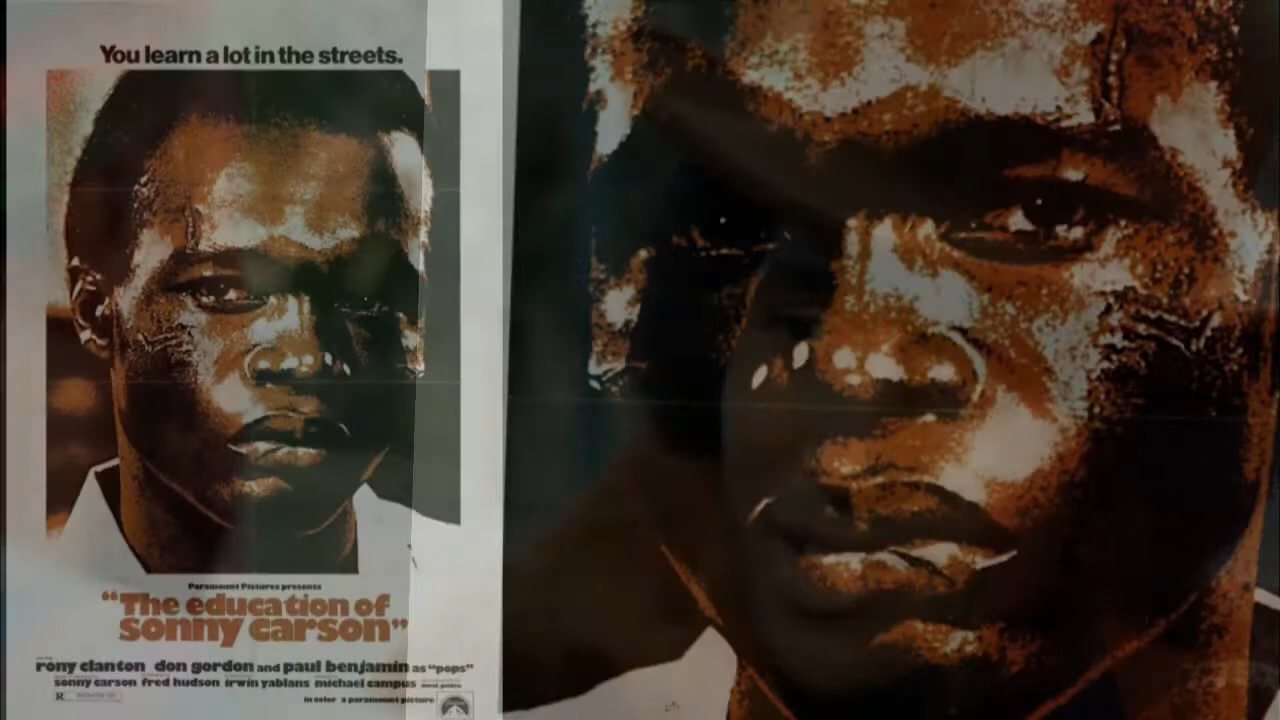 You learn a lot in the streets.
Paramount Pictures presents
"The education of
sonny carson"
rony clanton don gordon and paul benjamin as "pops"
sonny carson fred hudson irwin yablans michael campus
R
in color a paramount picture